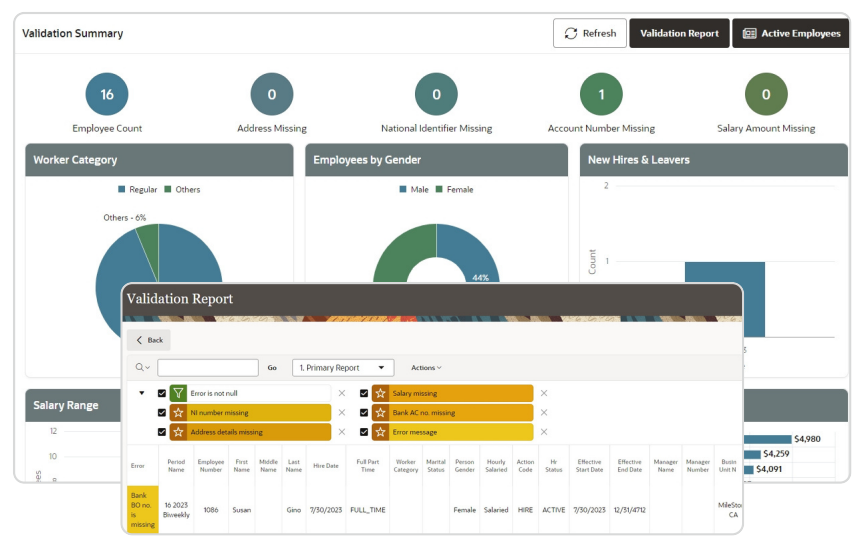 Validation Summary
Refresh
Validation Report
Active Employees
16
0
0
1
0
Employee Count
Address Missing
National Identifier Missing
Account Number Missing
Salary Amount Missing
Worker Category
Employees by Gender
New Hires & Leavers
Regular Others
Male Female
2
Others - 6%
Count
1
44%
Validation Report
Back
Go
1. Primary Report
Actions
Error is not null
Salary missing
NI number missing
Bank AC no. missing
Address details missing
Error message
Salary Range
12
10
$4,980
$4,259
$4,091
Error
Period Name
Employee Number
First Name
Middle Name
Last Name
Hire Date
Full Part Time
Worker Category
Marital Status
Person Gender
Hourly Salaried
Action Code
Hr Status
Effective Start Date
Effective End Date
Manager Name
Manager Number
Busin Unit N
Bank BO no. is missing
16 2023 Biweekly
1086
Susan
Gino
7/30/2023
FULL_TIME
Female
Salaried
HIRE
ACTIVE
7/30/2023
12/31/4712
MileSto CA